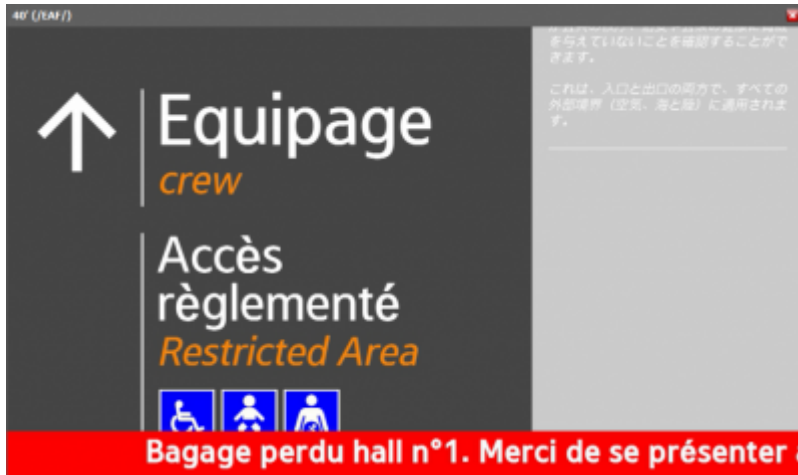 40' (/EAF/)
Equipage
crew
Accès
règlementé
Restricted Area
を与えていないことを確認することがで
きます。
これは、入口と出口の両方で、すべての
外部境界（空気、海と陸）に適用されま
す。
Bagage perdu hall n°1. Merci de se présenter